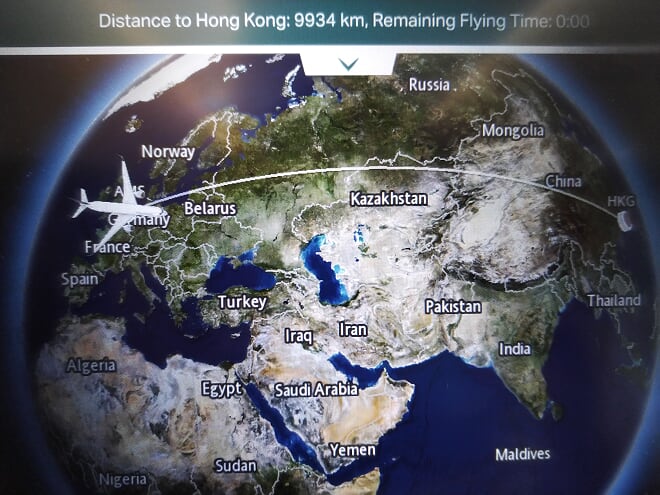 Distance to Hong Kong: 9934 km, Remaining Flying Time: 0:00
Russia
Mongolia
Norway
China
AMS
Kazakhstan
HKG
Belarus
Germany
France
Spain
Turkey
Pakistan
Thailand
Iraq
Iran
India
Algeria
Egypt
Saudi Arabia
Yemen
Maldives
Sudan
Nigeria